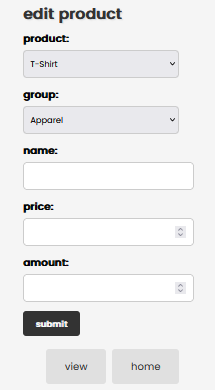 edit product
product:
T-Shirt
group:
Apparel
name:
price:
amount:
submit
view home